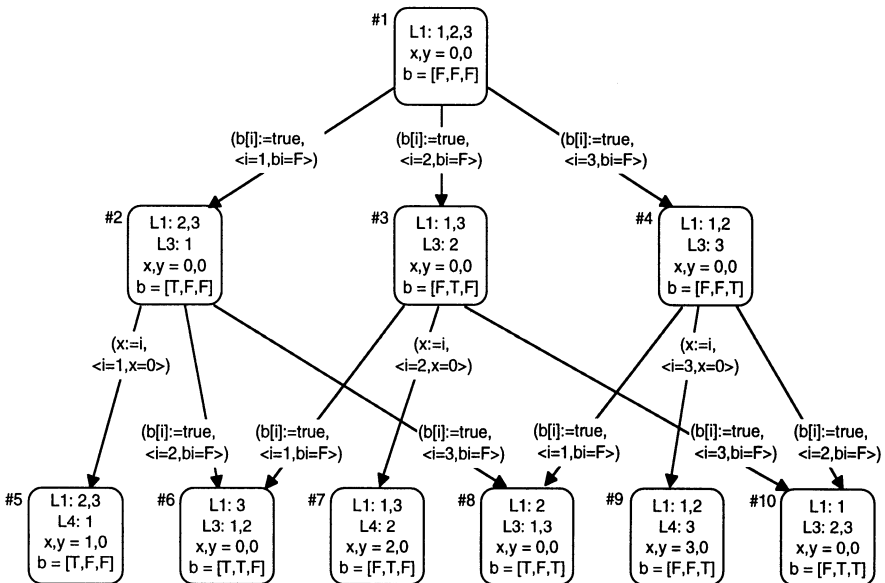 #1
L1: 1,2,3
x,y = 0,0
b = [F,F,F]
(b[i]:=true,
<i=1,bi=F>)
(b[i]:=true,
<i=2,bi=F>)
(b[i]:=true,
<i=3,bi=F>)
#2
L1: 2,3
L3: 1
x,y = 0,0
b = [T,F,F]
#3
L1: 1,3
L3: 2
x,y = 0,0
b = [F,T,F]
#4
L1: 1,2
L3: 3
x,y = 0,0
b = [F,F,T]
(x:=i,
<i=1,x=0>)
(x:=i,
<i=2,x=0>)
(x:=i,
<i=3,x=0>)
(b[i]:=true,
<i=2,bi=F>)
(b[i]:=true,
<i=1,bi=F>)
(b[i]:=true,
<i=3,bi=F>)
(b[i]:=true,
<i=1,bi=F>)
(b[i]:=true,
<i=3,bi=F>)
(b[i]:=true,
<i=2,bi=F>)
#5
L1: 2,3
L4: 1
x,y = 1,0
b = [T,F,F]
#6
L1: 3
L3: 1,2
x,y = 0,0
b = [T,T,F]
#7
L1: 1,3
L4: 2
x,y = 2,0
b = [F,T,F]
#8
L1: 2
L3: 1,3
x,y = 0,0
b = [T,F,T]
#9
L1: 1,2
L4: 3
x,y = 3,0
b = [F,F,T]
#10
L1: 1
L3: 2,3
x,y = 0,0
b = [F,T,T]